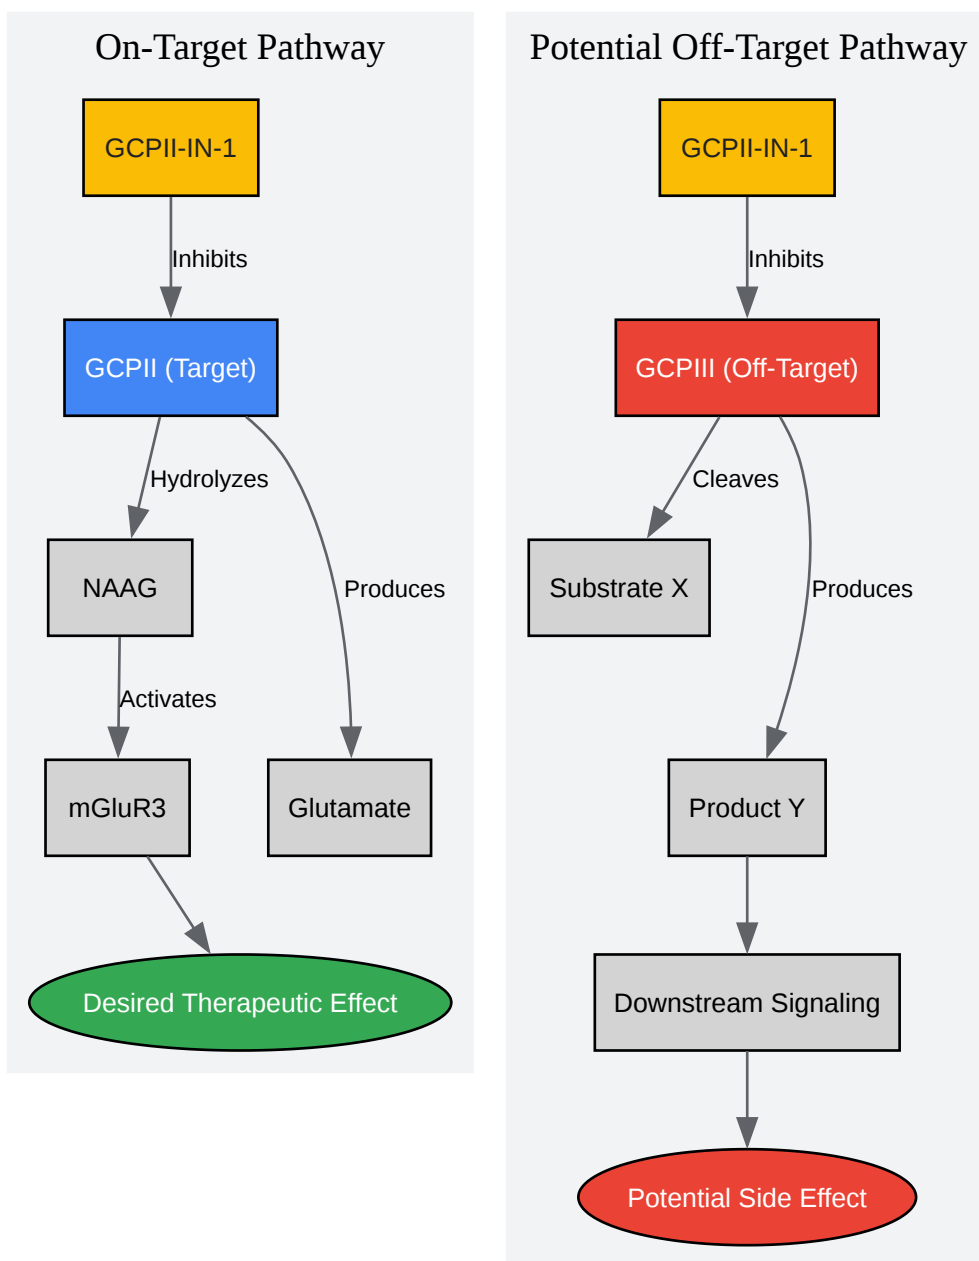 On-Target Pathway
GCPII-IN-1
Inhibits
GCPII (Target)
Hydrolyzes
NAAG
Produces
Activates
mGluR3
Glutamate
Desired Therapeutic Effect
Potential Off-Target Pathway
GCPII-IN-1
Inhibits
GCPIII (Off-Target)
Cleaves
Substrate X
Produces
Product Y
Downstream Signaling
Potential Side Effect